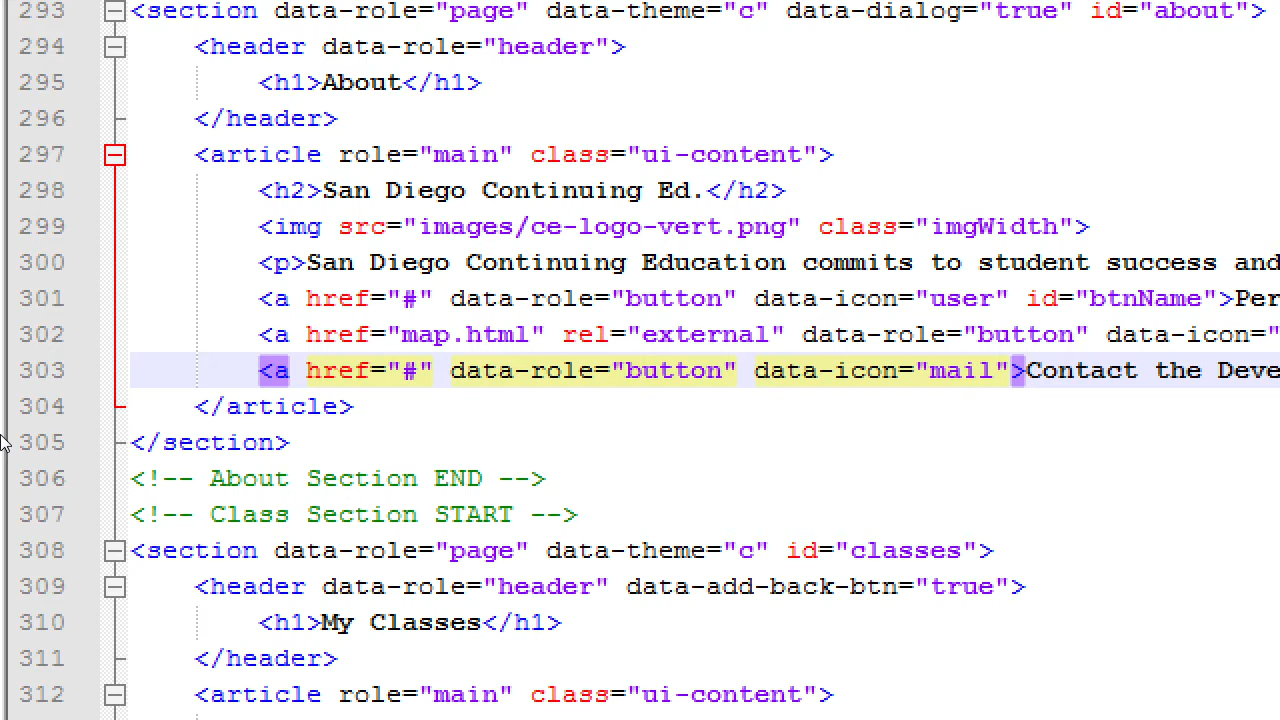 293 <section data-role="page" data-theme="c" data-dialog="true" id="about">
294 <header data-role="header">
295 <h1>About</h1>
296 </header>
297 <article role="main" class="ui-content">
298 <h2>San Diego Continuing Ed.</h2>
299 <img src="images/ce-logo-vert.png" class="imgWidth">
300 <p>San Diego Continuing Education commits to student success and
301 <a href="#" data-role="button" data-icon="user" id="btnName">Per
302 <a href="map.html" rel="external" data-role="button" data-icon="
303 <a href="#" data-role="button" data-icon="mail">Contact the Deve
304 </article>
305 </section>
306 <!-- About Section END -->
307 <!-- Class Section START -->
308 <section data-role="page" data-theme="c" id="classes">
309 <header data-role="header" data-add-back-btn="true">
310 <h1>My Classes</h1>
311 </header>
312 <article role="main" class="ui-content">